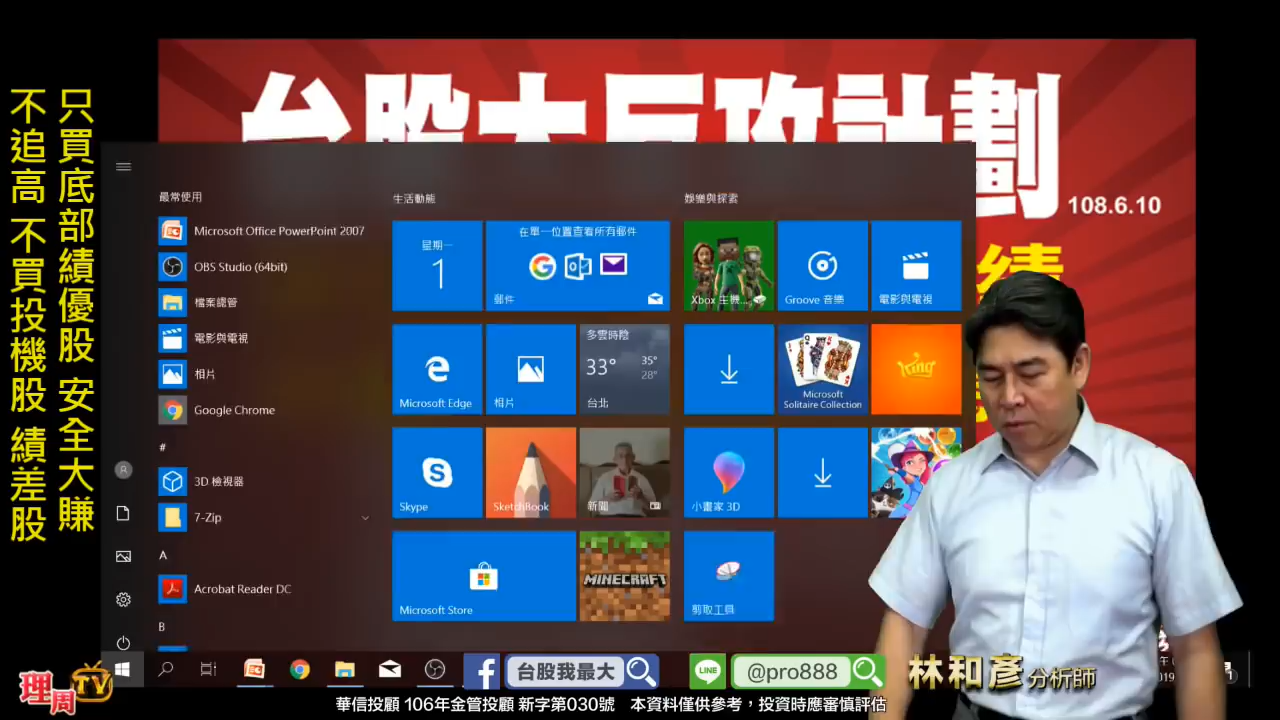 只買底部績優股 安全大賺
不追高 不買投機股 績差股
台股大反攻計劃
108.6.10
績
最常使用
Microsoft Office PowerPoint 2007
OBS Studio (64bit)
檔案總管
電影與電視
相片
Google Chrome
#
3D 檢視器
7-Zip
A
Acrobat Reader DC
B
生活動態
星期一
1
在單一位置查看所有郵件
郵件
Microsoft Edge
相片
多雲時陰
33°
35°
28°
台北
Skype
SketchBook
新聞
Microsoft Store
MINECRAFT
娛樂與探索
Xbox 主機...
Groove 音樂
電影與電視
Microsoft
Solitaire Collection
King
小畫家 3D
剪取工具
R
理周TV
台股我最大
LINE
@pro888
林和彥 分析師
華信投顧 106年金管投顧 新字第030號 本資料僅供參考，投資時應審慎評估